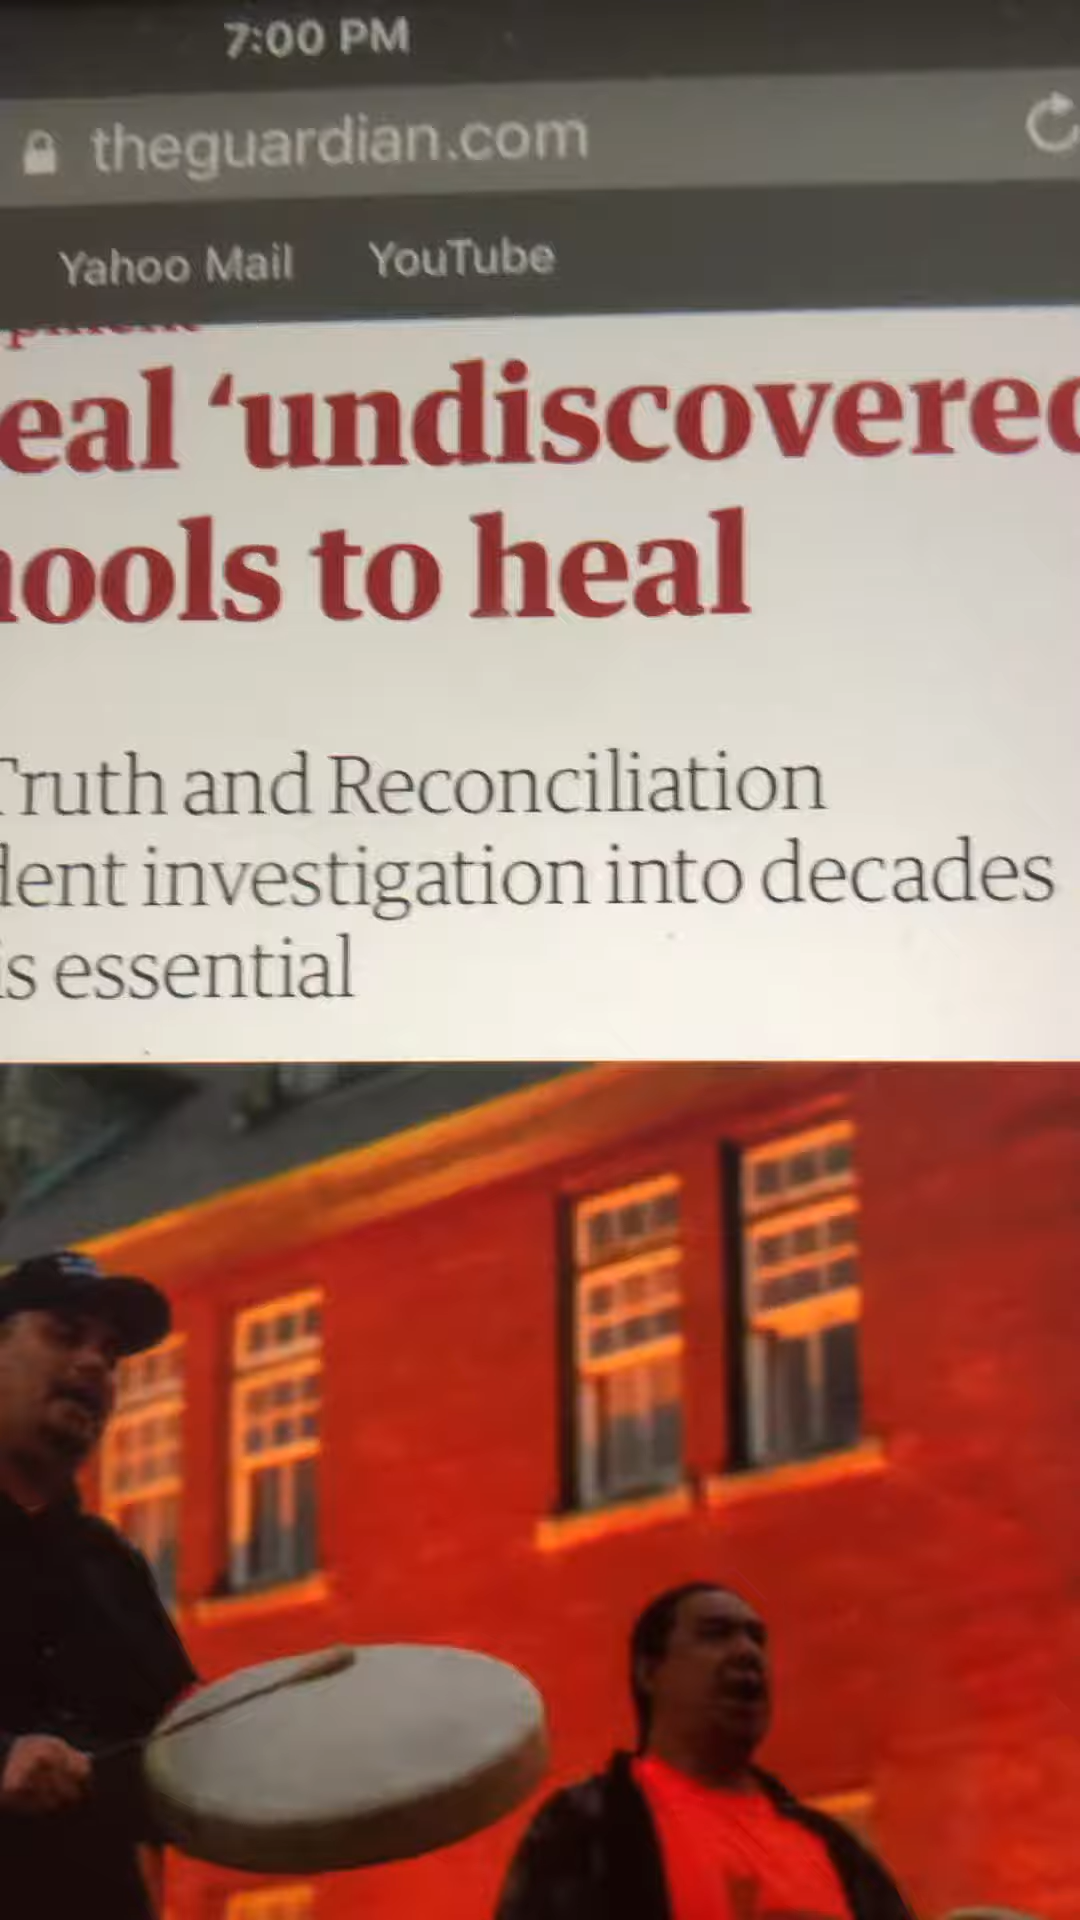 7:00 PM
theguardian.com
Yahoo Mail YouTube
eal ‘undiscovered
ools to heal
Truth and Reconciliation
dent investigation into decades
is essential